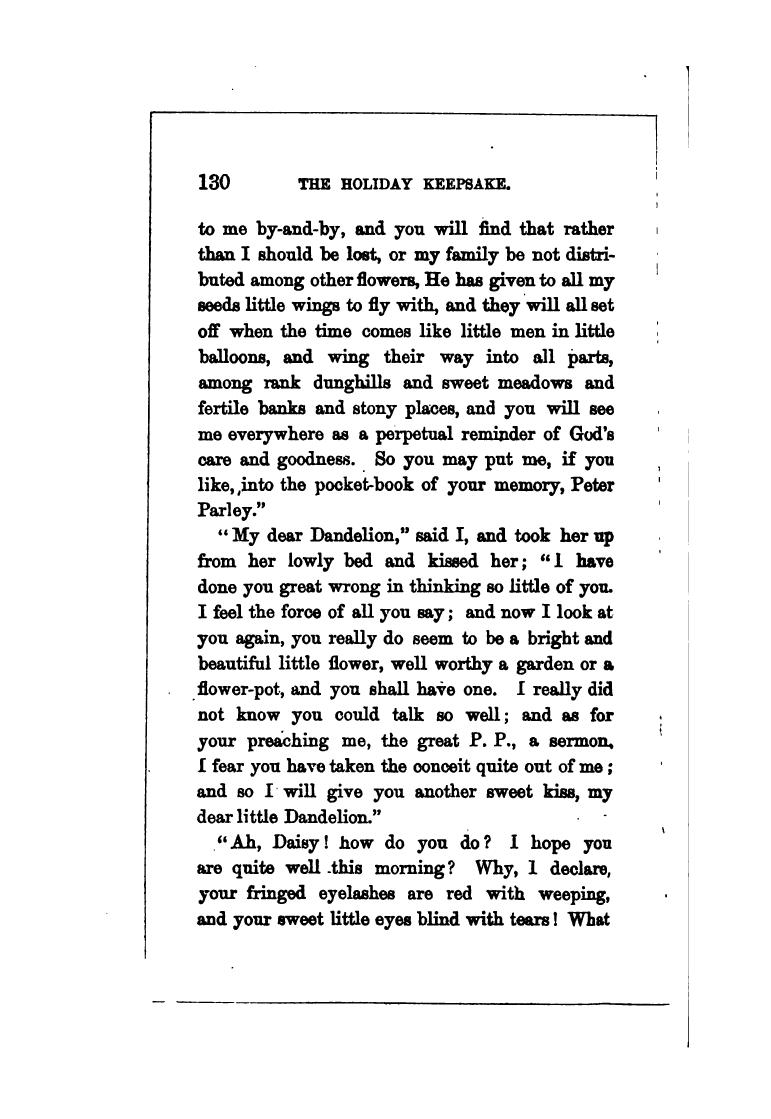 130 THE HOLIDAY KEEPSAKE.
to me by-and-by, and you will find that rather
than I should be lost, or my family be not distri-
buted among other flowers, He has given to all my
seeds little wings to fly with, and they will all set
off when the time comes like little men in little
balloons, and wing their way into all parts,
among rank dunghills and sweet meadows and
fertile banks and stony places, and you will see
me everywhere as a perpetual reminder of God's
care and goodness. So you may put me, if you
like, into the pocket-book of your memory, Peter
Parley.”
“My dear Dandelion,” said I, and took her up
from her lowly bed and kissed her; “I have
done you great wrong in thinking so little of you.
I feel the force of all you say; and now I look at
you again, you really do seem to be a bright and
beautiful little flower, well worthy a garden or a
flower-pot, and you shall have one. I really did
not know you could talk so well; and as for
your preaching me, the great P. P., a sermon,
I fear you have taken the conceit quite out of me;
and so I will give you another sweet kiss, my
dear little Dandelion.”
“Ah, Daisy! how do you do? I hope you
are quite well this morning? Why, I declare,
your fringed eyelashes are red with weeping,
and your sweet little eyes blind with tears! What